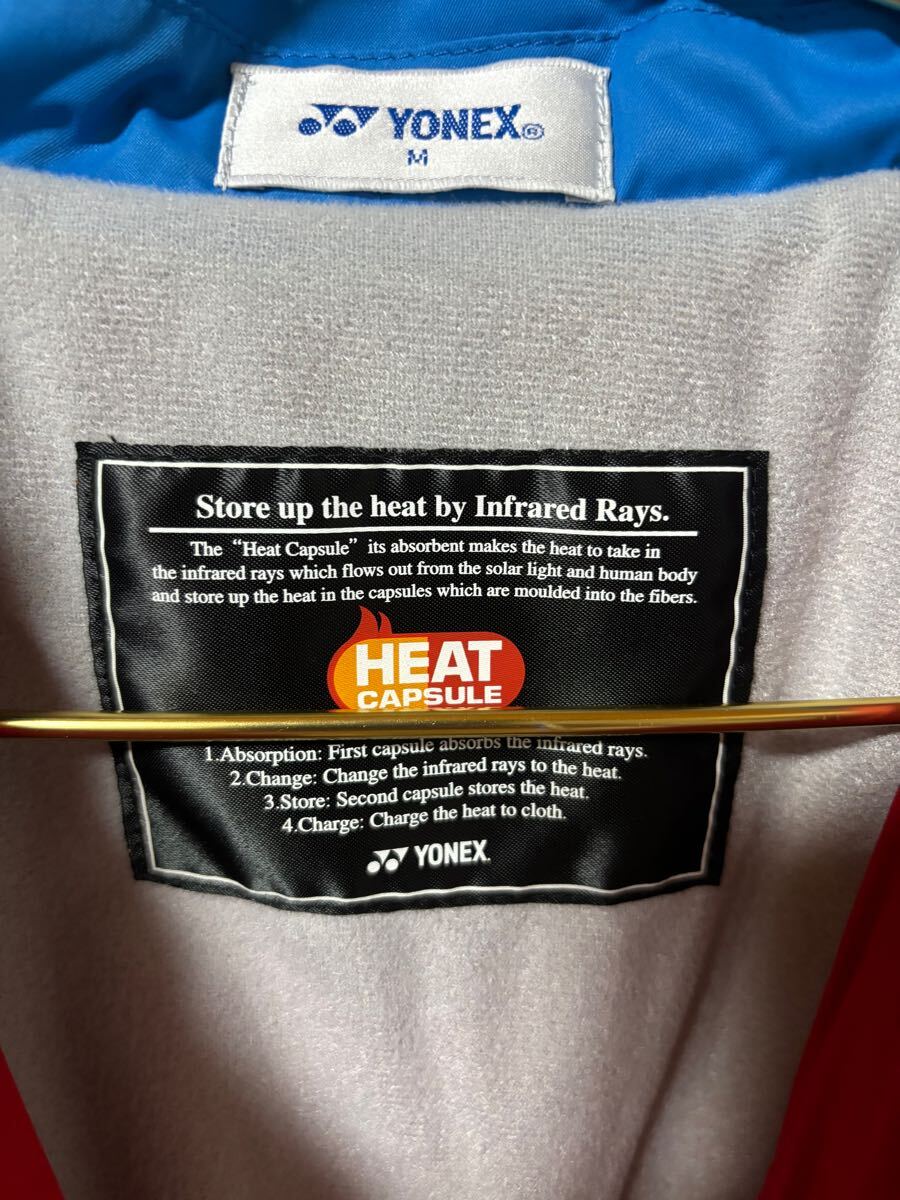 YONEX®
M
Store up the heat by Infrared Rays.
The “Heat Capsule” its absorbent makes the heat to take in
the infrared rays which flows out from the solar light and human body
and store up the heat in the capsules which are moulded into the fibers.
HEAT
CAPSULE
1.Absorption: First capsule absorbs the infrared rays.
2.Change: Change the infrared rays to the heat.
3.Store: Second capsule stores the heat.
4.Charge: Charge the heat to cloth.
YONEX.